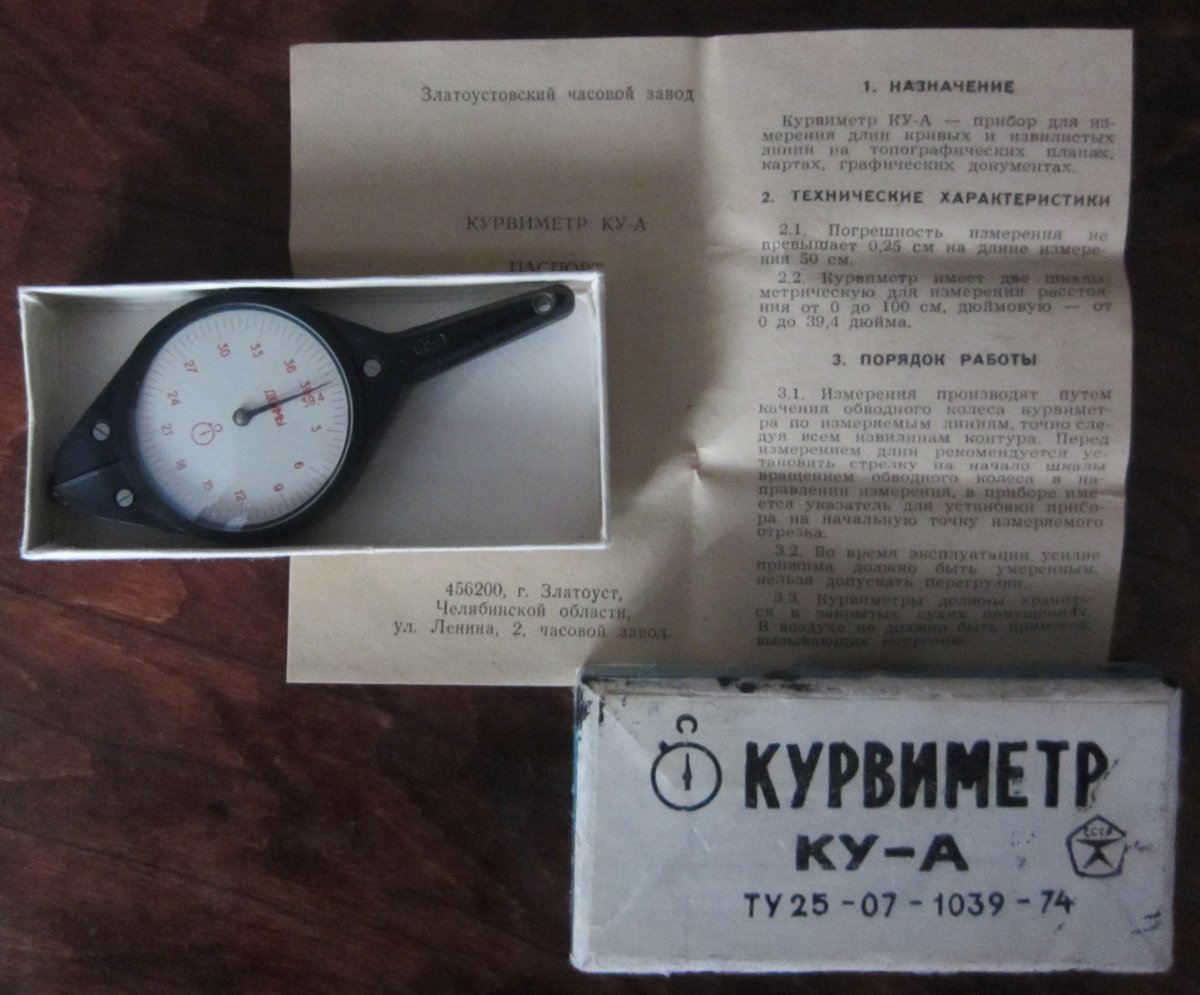 Златоустовский часовой завод
КУРВИМЕТР КУ-А
ПАСПОРТ
456200, г. Златоуст,
Челябинской области,
ул. Ленина, 2, часовой завод.
1. НАЗНАЧЕНИЕ
Курвиметр КУ-А — прибор для из-
мерения длин кривых и извилистых
линии на топографических планах,
картах, графических документах.
2. ТЕХНИЧЕСКИЕ ХАРАКТЕРИСТИКИ
2.1. Погрешность измерения не
превышает 0,25 см на длине измере-
ния 50 см.
2.2. Курвиметр имеет две шкалы
метрическую для измерения расстоя-
ния от 0 до 100 см, дюймовую — от
0 до 39,4 дюйма.
3. ПОРЯДОК РАБОТЫ
3.1. Измерения производят путем
качения обводного колеса курвимет-
ра по измеряемым линиям, точно сле-
дуя всем извилинам контура. Перед
измерением длин рекомендуется ус-
тановить стрелку на начало шкалы
вращением обводного колеса в на-
правлении измерения, в приборе име-
ется указатель для установки прибо-
ра на начальную точку измеряемого
отрезка.
3.2. Во время эксплуатации усилие
прижима должно быть умеренным,
нельзя допускать перегрузки.
3.3. Курвиметры должны хранить-
ся в закрытых сухих помещениях.
В воздухе не должно быть примесей,
вызывающих коррозию.
ДЮЙМЫ
3
6
9
12
15
18
21
24
27
30
33
36
КУРВИМЕТР
КУ-А
СССР
ТУ 25-07-1039-74